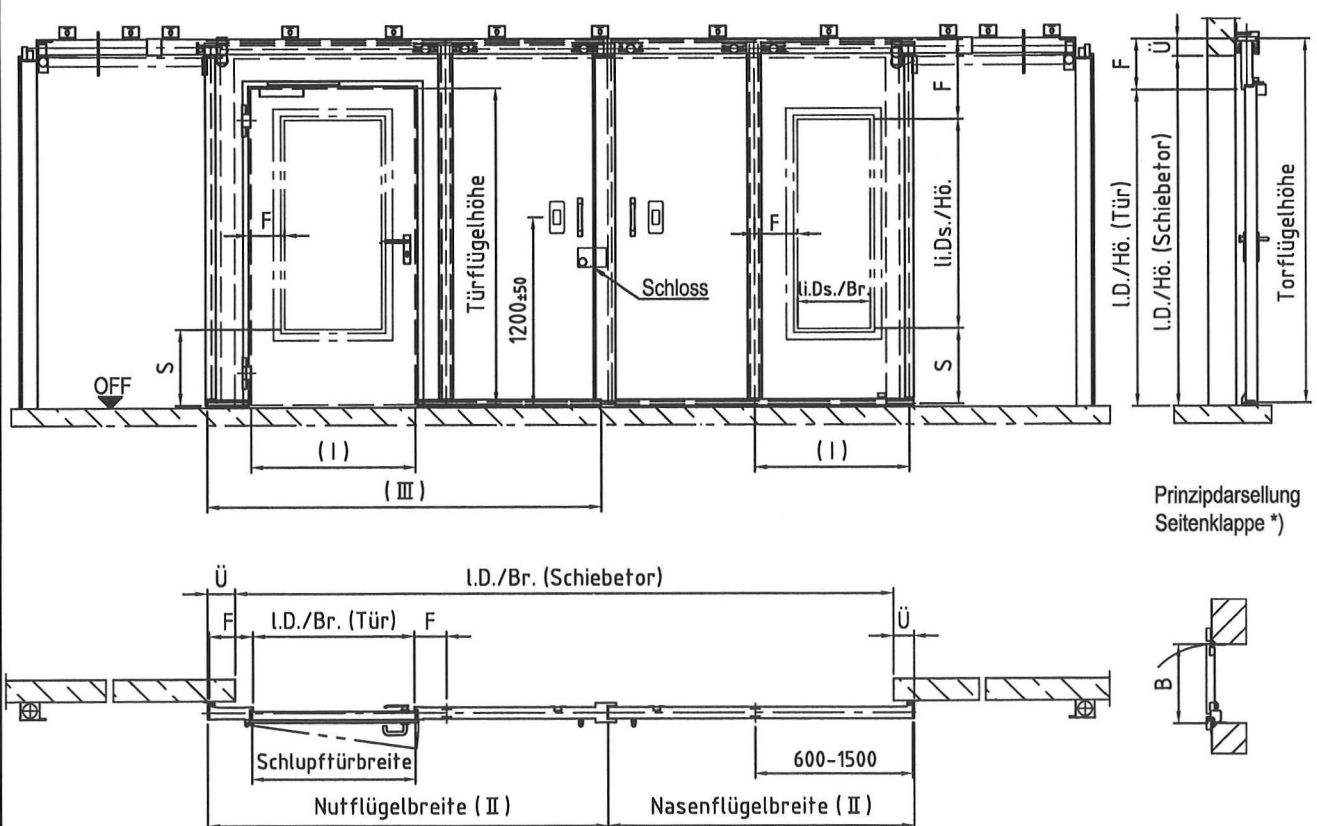 F
Ü
F
Türflügelhöhe
li.Ds./Hö.
l.D./Hö. (Tür)
l.D./Hö. (Schiebetor)
Torflügelhöhe
F
F
1200±50
Schloss
li.Ds./Br.
S
S
OFF
( I )
( I )
( III )
Prinzipdarsellung
Seitenklappe *)
Ü
l.D./Br. (Schiebetor)
F
l.D./Br. (Tür)
F
Ü
B
Schlupftürbreite
600-1500
Nutflügelbreite ( II )
Nasenflügelbreite ( II )